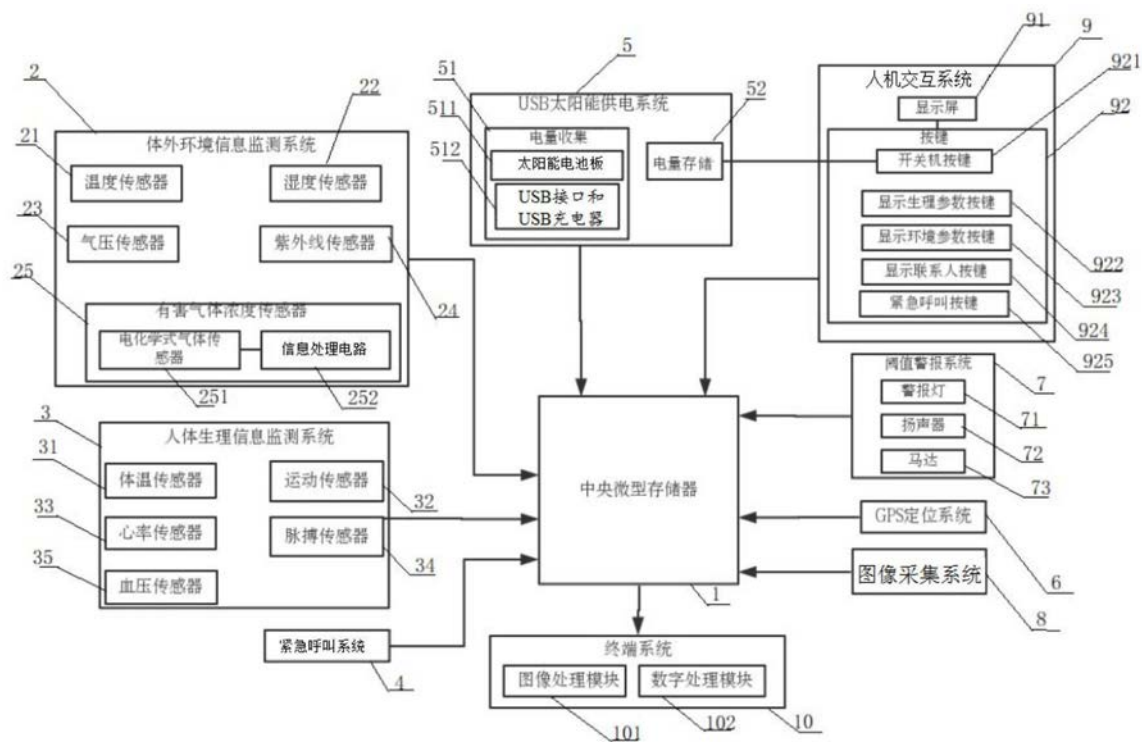 2
体外环境信息监测系统
21
温度传感器
22
湿度传感器
23
气压传感器
紫外线传感器
24
25
有害气体浓度传感器
电化学式气体传
感器
信息处理电路
251
252
3
人体生理信息监测系统
31
体温传感器
运动传感器
32
33
心率传感器
脉搏传感器
34
35
血压传感器
紧急呼叫系统
4
5
USB太阳能供电系统
51
电量收集
511
太阳能电池板
512
USB接口和
USB充电器
52
电量存储
91
9
人机交互系统
显示屏
921
92
按键
开关机按键
显示生理参数按键
922
显示环境参数按键
923
显示联系人按键
924
紧急呼叫按键
925
阈值警报系统
7
警报灯
71
扬声器
72
马达
73
中央微型存储器
1
GPS定位系统
6
图像采集系统
8
终端系统
图像处理模块
数字处理模块
101
102
10